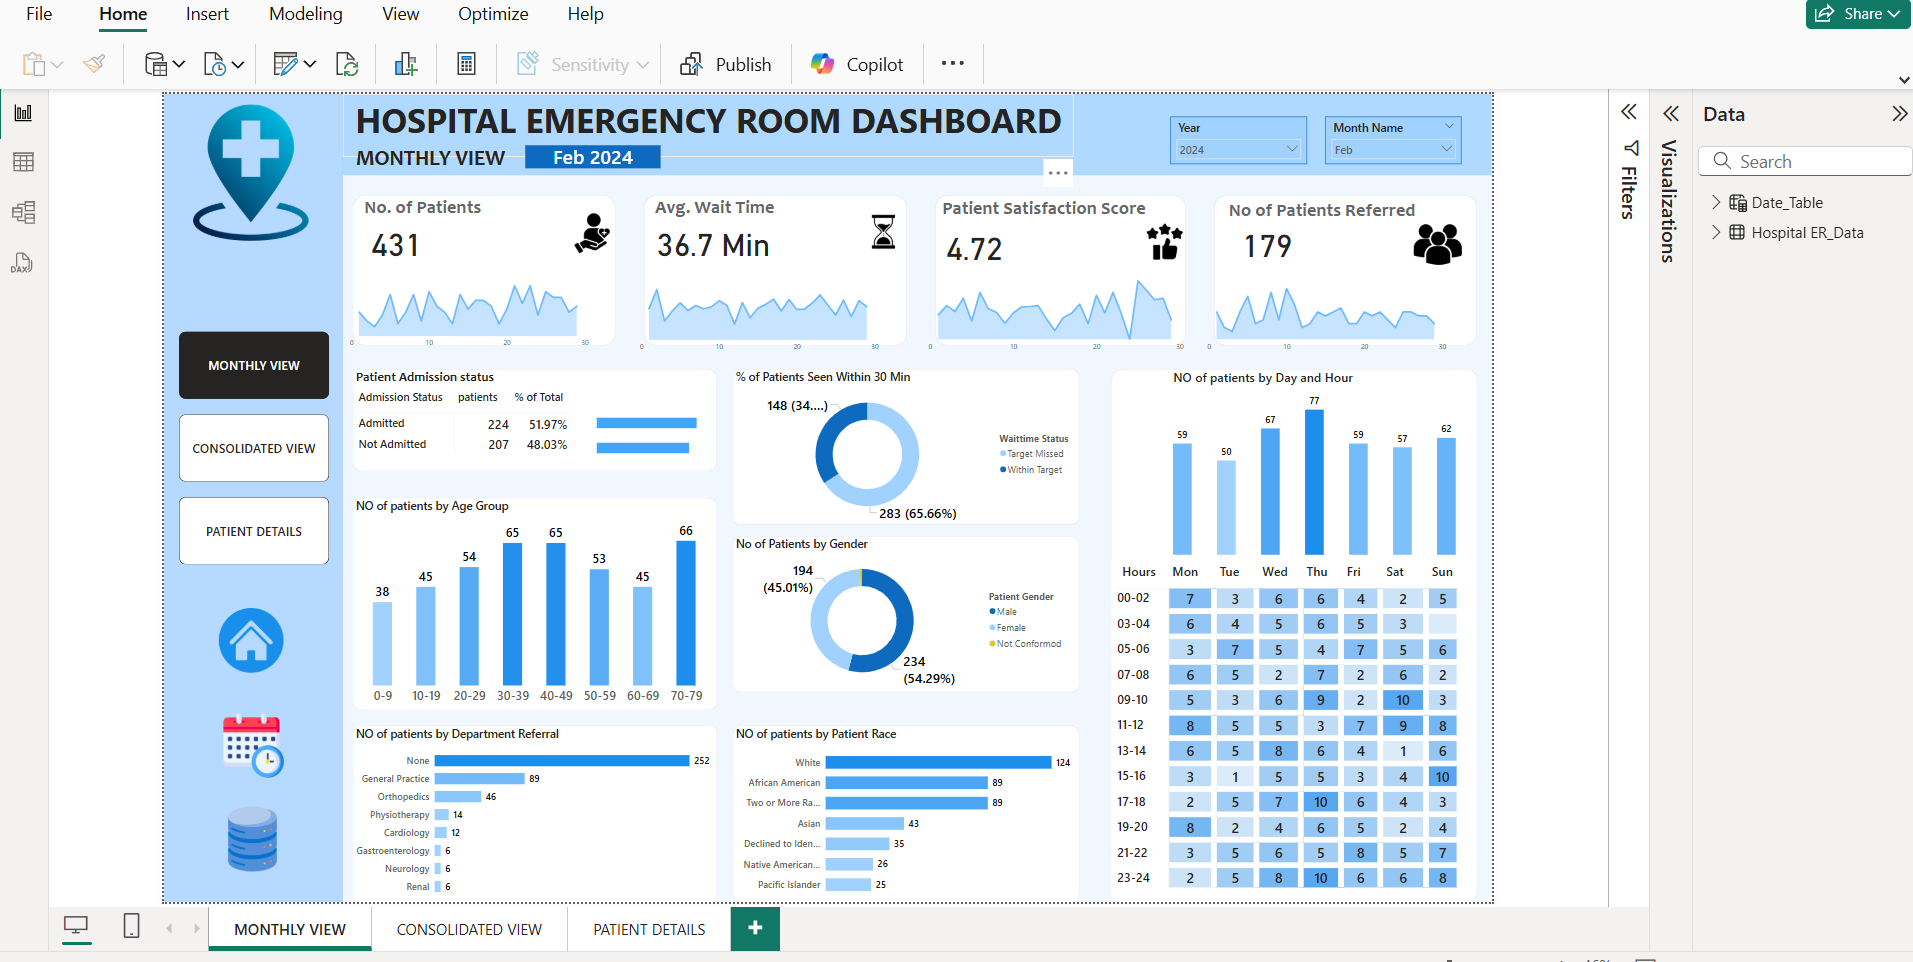 File Home Insert Modeling View Optimize Help Share
Sensitivity Publish Copilot ...
HOSPITAL EMERGENCY ROOM DASHBOARD
MONTHLY VIEW Feb 2024
Year
2024
Month Name
Feb
No. of Patients
431
0 10 20 30
Avg. Wait Time
36.7 Min
0 10 20 30
Patient Satisfaction Score
4.72
0 10 20 30
No of Patients Referred
179
0 10 20 30
MONTHLY VIEW
CONSOLIDATED VIEW
PATIENT DETAILS
Patient Admission status
Admission Status patients % of Total
Admitted 224 51.97%
Not Admitted 207 48.03%
NO of patients by Age Group
38 45 54 65 65 53 45 66
0-9 10-19 20-29 30-39 40-49 50-59 60-69 70-79
NO of patients by Department Referral
None 252
General Practice 89
Orthopedics 46
Physiotherapy 14
Cardiology 12
Gastroenterology 6
Neurology 6
Renal 6
% of Patients Seen Within 30 Min
148 (34....)
283 (65.66%)
Waittime Status
Target Missed
Within Target
No of Patients by Gender
194
(45.01%)
234
(54.29%)
Patient Gender
Male
Female
Not Conformod
NO of patients by Patient Race
White 124
African American 89
Two or More Ra... 89
Asian 43
Declined to Iden... 35
Native American... 26
Pacific Islander 25
NO of patients by Day and Hour
59 50 67 77 59 57 62
Hours Mon Tue Wed Thu Fri Sat Sun
00-02 7 3 6 6 4 2 5
03-04 6 4 5 6 5 3
05-06 3 7 5 4 7 5 6
07-08 6 5 2 7 2 6 2
09-10 5 3 6 9 2 10 3
11-12 8 5 5 3 7 9 8
13-14 6 5 8 6 4 1 6
15-16 3 1 5 5 3 4 10
17-18 2 5 7 10 6 4 3
19-20 8 2 4 6 5 2 4
21-22 3 5 6 5 8 5 7
23-24 2 5 8 10 6 6 8
Filters
Visualizations
Data
Search
Date_Table
Hospital ER_Data
DAX
MONTHLY VIEW CONSOLIDATED VIEW PATIENT DETAILS +